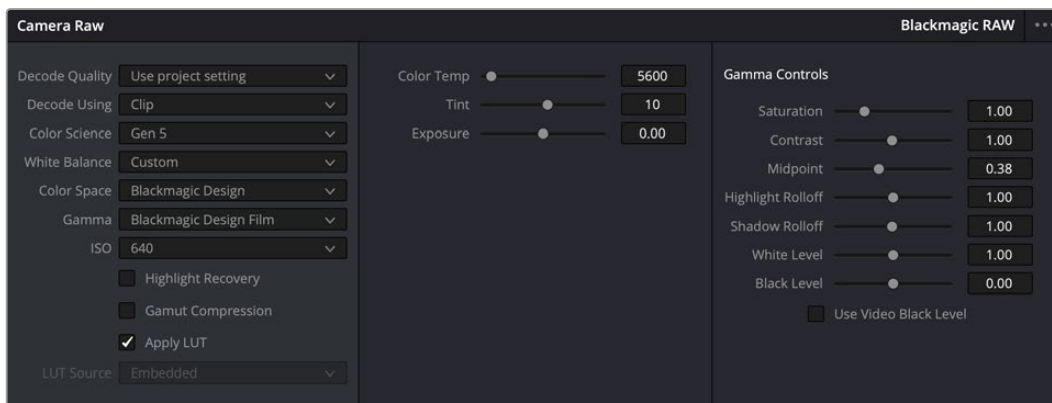 Camera Raw
Blackmagic RAW
Decode Quality Use project setting
Decode Using Clip
Color Science Gen 5
White Balance Custom
Color Space Blackmagic Design
Gamma Blackmagic Design Film
ISO 640
Highlight Recovery
Gamut Compression
Apply LUT
LUT Source Embedded
Color Temp 5600
Tint 10
Exposure 0.00
Gamma Controls
Saturation 1.00
Contrast 1.00
Midpoint 0.38
Highlight Rolloff 1.00
Shadow Rolloff 1.00
White Level 1.00
Black Level 0.00
Use Video Black Level